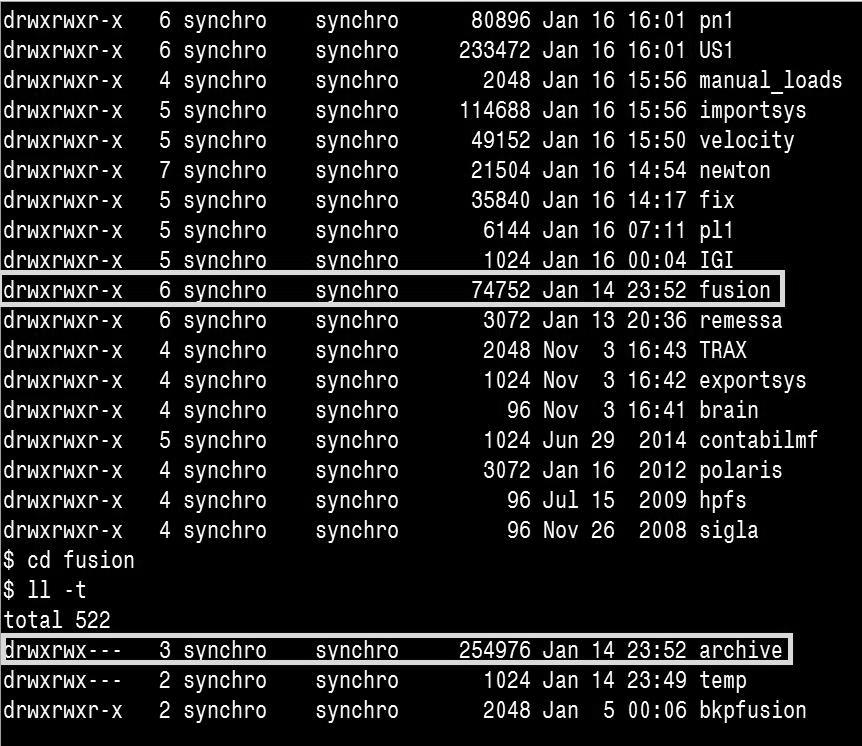 drwxrwxr-x   6 synchro    synchro      80896 Jan 16 16:01 pn1
drwxrwxr-x   6 synchro    synchro     233472 Jan 16 16:01 US1
drwxrwxr-x   4 synchro    synchro       2048 Jan 16 15:56 manual_loads
drwxrwxr-x   5 synchro    synchro     114688 Jan 16 15:56 importsys
drwxrwxr-x   5 synchro    synchro      49152 Jan 16 15:50 velocity
drwxrwxr-x   7 synchro    synchro      21504 Jan 16 14:54 newton
drwxrwxr-x   5 synchro    synchro      35840 Jan 16 14:17 fix
drwxrwxr-x   5 synchro    synchro       6144 Jan 16 07:11 pl1
drwxrwxr-x   5 synchro    synchro       1024 Jan 16 00:04 IGI
drwxrwxr-x   6 synchro    synchro      74752 Jan 14 23:52 fusion
drwxrwxr-x   6 synchro    synchro       3072 Jan 13 20:36 remessa
drwxrwxr-x   4 synchro    synchro       2048 Nov  3 16:43 TRAX
drwxrwxr-x   4 synchro    synchro       1024 Nov  3 16:42 exportsys
drwxrwxr-x   4 synchro    synchro         96 Nov  3 16:41 brain
drwxrwxr-x   5 synchro    synchro       1024 Jun 29  2014 contabilmf
drwxrwxr-x   4 synchro    synchro       3072 Jan 16  2012 polaris
drwxrwxr-x   4 synchro    synchro         96 Jul 15  2009 hpfs
drwxrwxr-x   4 synchro    synchro         96 Nov 26  2008 sigla
$ cd fusion
$ ll -t
total 522
drwxrwx---   3 synchro    synchro     254976 Jan 14 23:52 archive
drwxrwx---   2 synchro    synchro       1024 Jan 14 23:49 temp
drwxrwxr-x   2 synchro    synchro       2048 Jan  5 00:06 bkpfusion